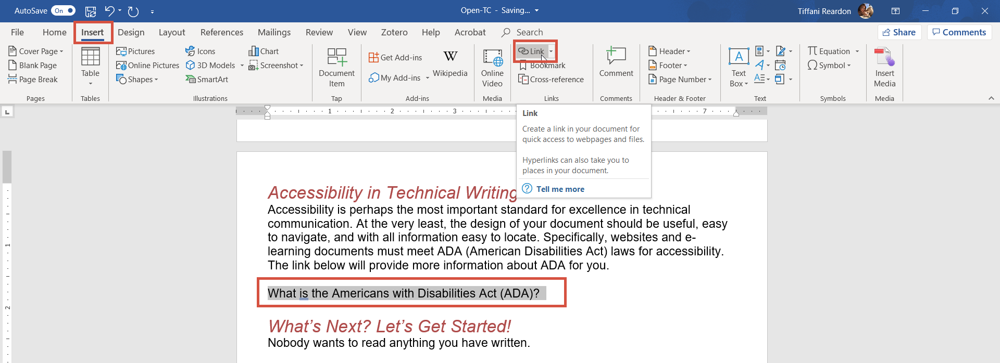 AutoSave On Open-TC - Saving... Tiffani Reardon
File Home Insert Design Layout References Mailings Review View Zotero Help Acrobat Search Share Comments
Cover Page
Blank Page
Page Break
Pages
Table
Tables
Pictures
Online Pictures
Shapes
Icons
3D Models
SmartArt
Chart
Screenshot
Illustrations
Document
Item
Tap
Get Add-ins
My Add-ins
W
Wikipedia
Add-ins
Online
Video
Media
Link
Bookmark
Cross-reference
Links
Comment
Comments
Header
Footer
Page Number
Header & Footer
A
Text
Box
Text
Equation
Symbol
Symbols
Insert
Media
Media
L
1 2 3 7
Link
Create a link in your document for
quick access to webpages and files.
Hyperlinks can also take you to
places in your document.
Tell me more
1
2
Accessibility in Technical Writing
Accessibility is perhaps the most important standard for excellence in technical
communication. At the very least, the design of your document should be useful, easy
to navigate, and with all information easy to locate. Specifically, websites and e-
learning documents must meet ADA (American Disabilities Act) laws for accessibility.
The link below will provide more information about ADA for you.
What is the Americans with Disabilities Act (ADA)?
What’s Next? Let’s Get Started!
Nobody wants to read anything you have written.